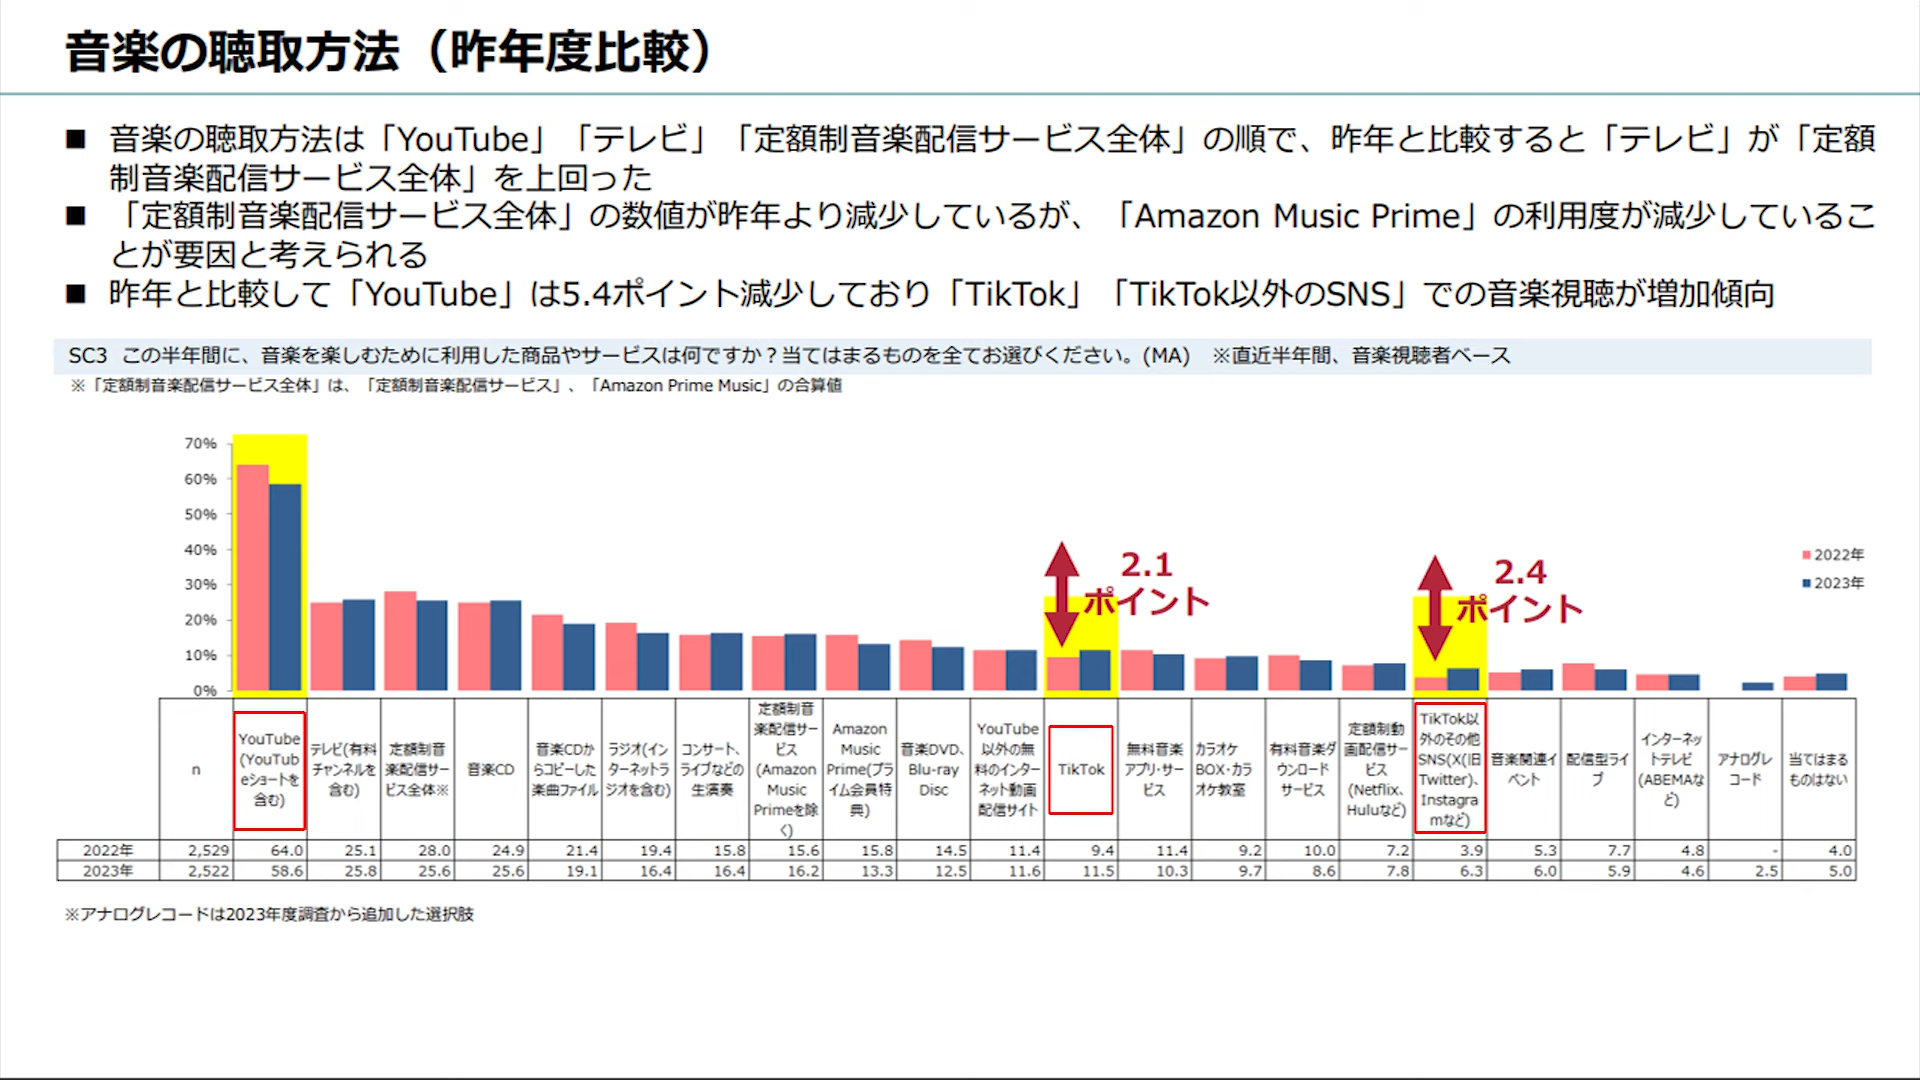 音楽の聴取方法（昨年度比較）
■ 音楽の聴取方法は「YouTube」「テレビ」「定額制音楽配信サービス全体」の順で、昨年と比較すると「テレビ」が「定額
制音楽配信サービス全体」を上回った
■ 「定額制音楽配信サービス全体」の数値が昨年より減少しているが、「Amazon Music Prime」の利用度が減少しているこ
とが要因と考えられる
■ 昨年と比較して「YouTube」は5.4ポイント減少しており「TikTok」「TikTok以外のSNS」での音楽視聴が増加傾向
SC3 この半年間に、音楽を楽しむために利用した商品やサービスは何ですか？当てはまるものを全てお選びください。(MA) ※直近半年間、音楽視聴者ベース
※「定額制音楽配信サービス全体」は、「定額制音楽配信サービス」、「Amazon Prime Music」の合算値
70%
60%
50%
40%
30%
20%
10%
0%
2.1
ポイント
2.4
ポイント
2022年
2023年
n
YouTube
(YouTub
eショートを
含む)
テレビ(有料
チャンネルを
含む)
定額制音
楽配信サー
ビス全体※
音楽CD
音楽CDか
らコピーした
楽曲ファイル
ラジオ(イン
ターネットラ
ジオを含む)
コンサート、
ライブなどの
生演奏
定額制音
楽配信サー
ビス
(Amazon
Music
Primeを除
く)
Amazon
Music
Prime(プラ
イム会員特
典)
音楽DVD、
Blu-ray
Disc
YouTube
以外の無
料のインター
ネット動画
配信サイト
TikTok
無料音楽
アプリ・サー
ビス
カラオケ
BOX・カラ
オケ教室
有料音楽ダ
ウンロード
サービス
定額制動
画配信サー
ビス
(Netflix、
Huluなど)
TikTok以
外のその他
SNS(X(旧
Twitter)、
Instagra
mなど)
音楽関連イ
ベント
配信型ライ
ブ
インターネッ
トテレビ
(ABEMAな
ど)
アナログレ
コード
当てはまる
ものはない
2022年 2,529 64.0 25.1 28.0 24.9 21.4 19.4 15.8 15.6 15.8 14.5 11.4 9.4 11.4 9.2 10.0 7.2 3.9 5.3 7.7 4.8 - 4.0
2023年 2,522 58.6 25.8 25.6 25.6 19.1 16.4 16.4 16.2 13.3 12.5 11.6 11.5 10.3 9.7 8.6 7.8 6.3 6.0 5.9 4.6 2.5 5.0
※アナログレコードは2023年度調査から追加した選択肢